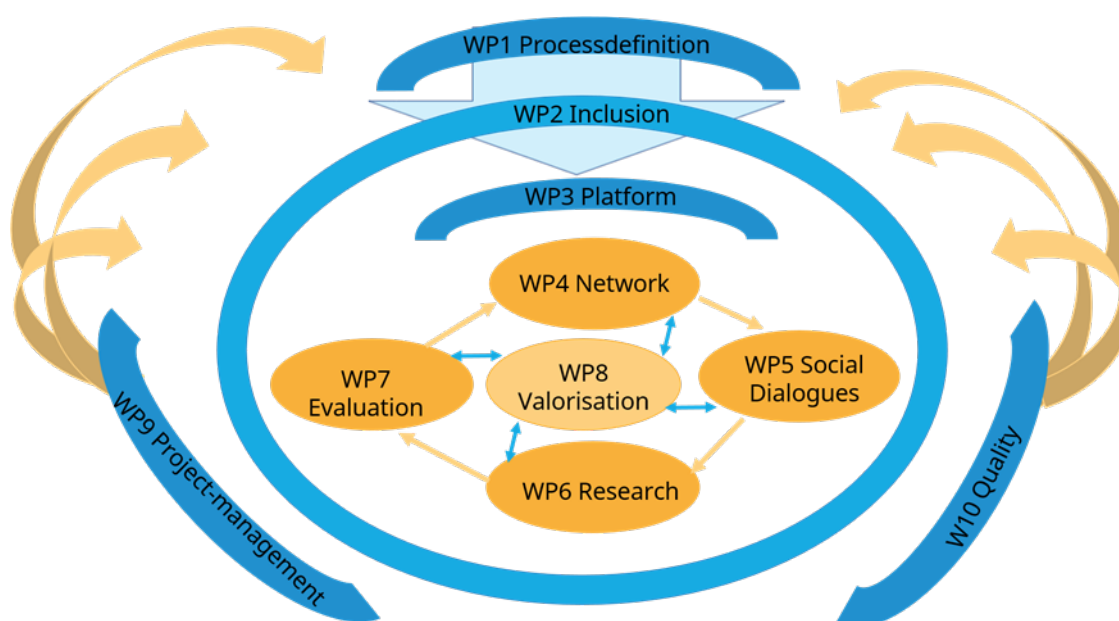 WP1 Processdefinition
WP2 Inclusion
WP3 Platform
WP4 Network
WP5 Social
Dialogues
WP8
Valorisation
WP7
Evaluation
WP6 Research
WP9 Project-management
W10 Quality